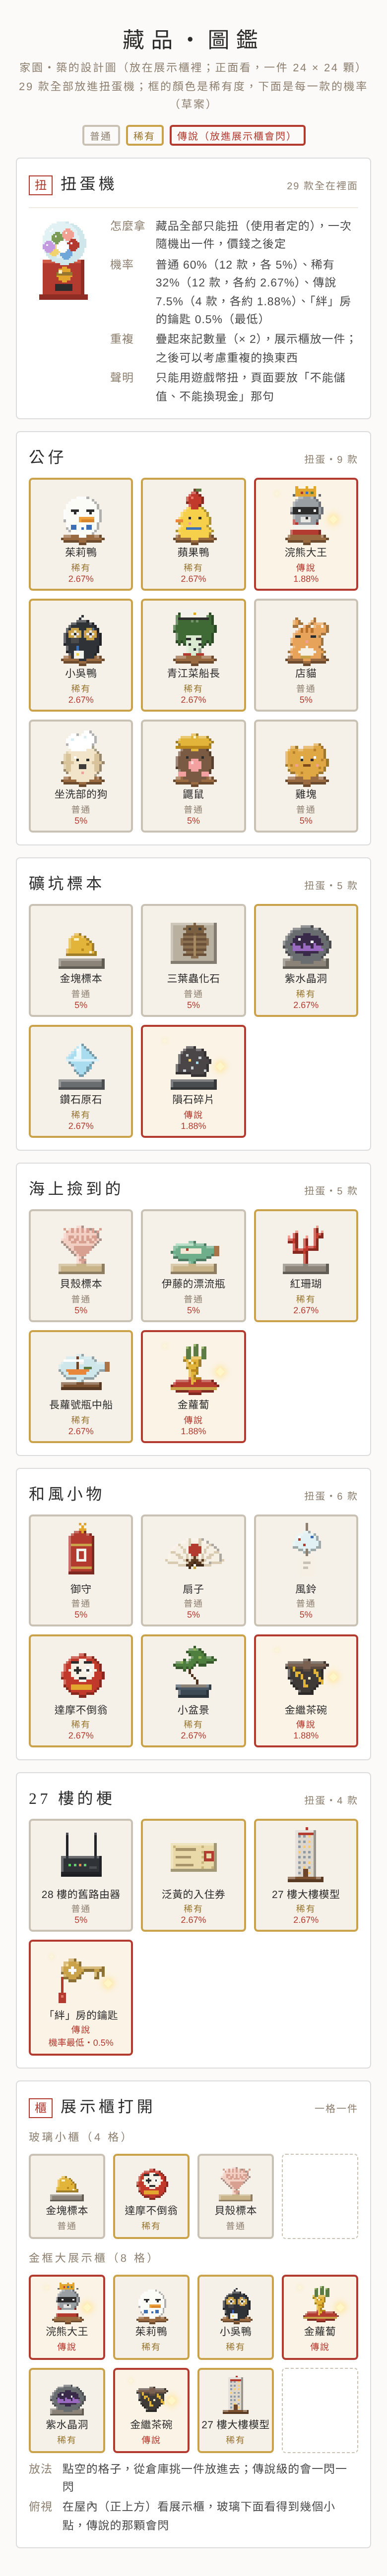 藏品・圖鑑
家園・築的設計圖（放在展示櫃裡；正面看，一件 24 × 24 顆）
29 款全部放進扭蛋機；框的顏色是稀有度，下面是每一款的機率
（草案）
普通 稀有 傳說（放進展示櫃會閃）
扭 扭蛋機 29 款全在裡面
怎麼拿 藏品全部只能扭（使用者定的），一次
隨機出一件，價錢之後定
機率 普通 60%（12 款，各 5%）、稀有
32%（12 款，各約 2.67%）、傳說
7.5%（4 款，各約 1.88%）、「絆」房
的鑰匙 0.5%（最低）
重複 疊起來記數量（× 2），展示櫃放一件；
之後可以考慮重複的換東西
聲明 只能用遊戲幣扭，頁面要放「不能儲
值、不能換現金」那句
公仔 扭蛋・9 款
茱莉鴨 蘋果鴨 浣熊大王
稀有 稀有 傳說
2.67% 2.67% 1.88%
小吳鴨 青江菜船長 店貓
稀有 稀有 普通
2.67% 2.67% 5%
坐洗部的狗 鼴鼠 雞塊
普通 普通 普通
5% 5% 5%
礦坑標本 扭蛋・5 款
金塊標本 三葉蟲化石 紫水晶洞
普通 普通 稀有
5% 5% 2.67%
鑽石原石 隕石碎片
稀有 傳說
2.67% 1.88%
海上撿到的 扭蛋・5 款
貝殼標本 伊藤的漂流瓶 紅珊瑚
普通 普通 稀有
5% 5% 2.67%
長蘿號瓶中船 金蘿蔔
稀有 傳說
2.67% 1.88%
和風小物 扭蛋・6 款
御守 扇子 風鈴
普通 普通 普通
5% 5% 5%
達摩不倒翁 小盆景 金繼茶碗
稀有 稀有 傳說
2.67% 2.67% 1.88%
27 樓的梗 扭蛋・4 款
28 樓的舊路由器 泛黃的入住券 27 樓大樓模型
普通 稀有 稀有
5% 2.67% 2.67%
「絆」房的鑰匙
傳說
機率最低・0.5%
櫃 展示櫃打開 一格一件
玻璃小櫃（4 格）
金塊標本 達摩不倒翁 貝殼標本
普通 稀有 普通
金框大展示櫃（8 格）
浣熊大王 茱莉鴨 小吳鴨 金蘿蔔
傳說 稀有 稀有 傳說
紫水晶洞 金繼茶碗 27 樓大樓模型
稀有 傳說 稀有
放法 點空的格子，從倉庫挑一件放進去；傳說級的會一閃一
閃
俯視 在屋內（正上方）看展示櫃，玻璃下面看得到幾個小
點，傳說的那顆會閃